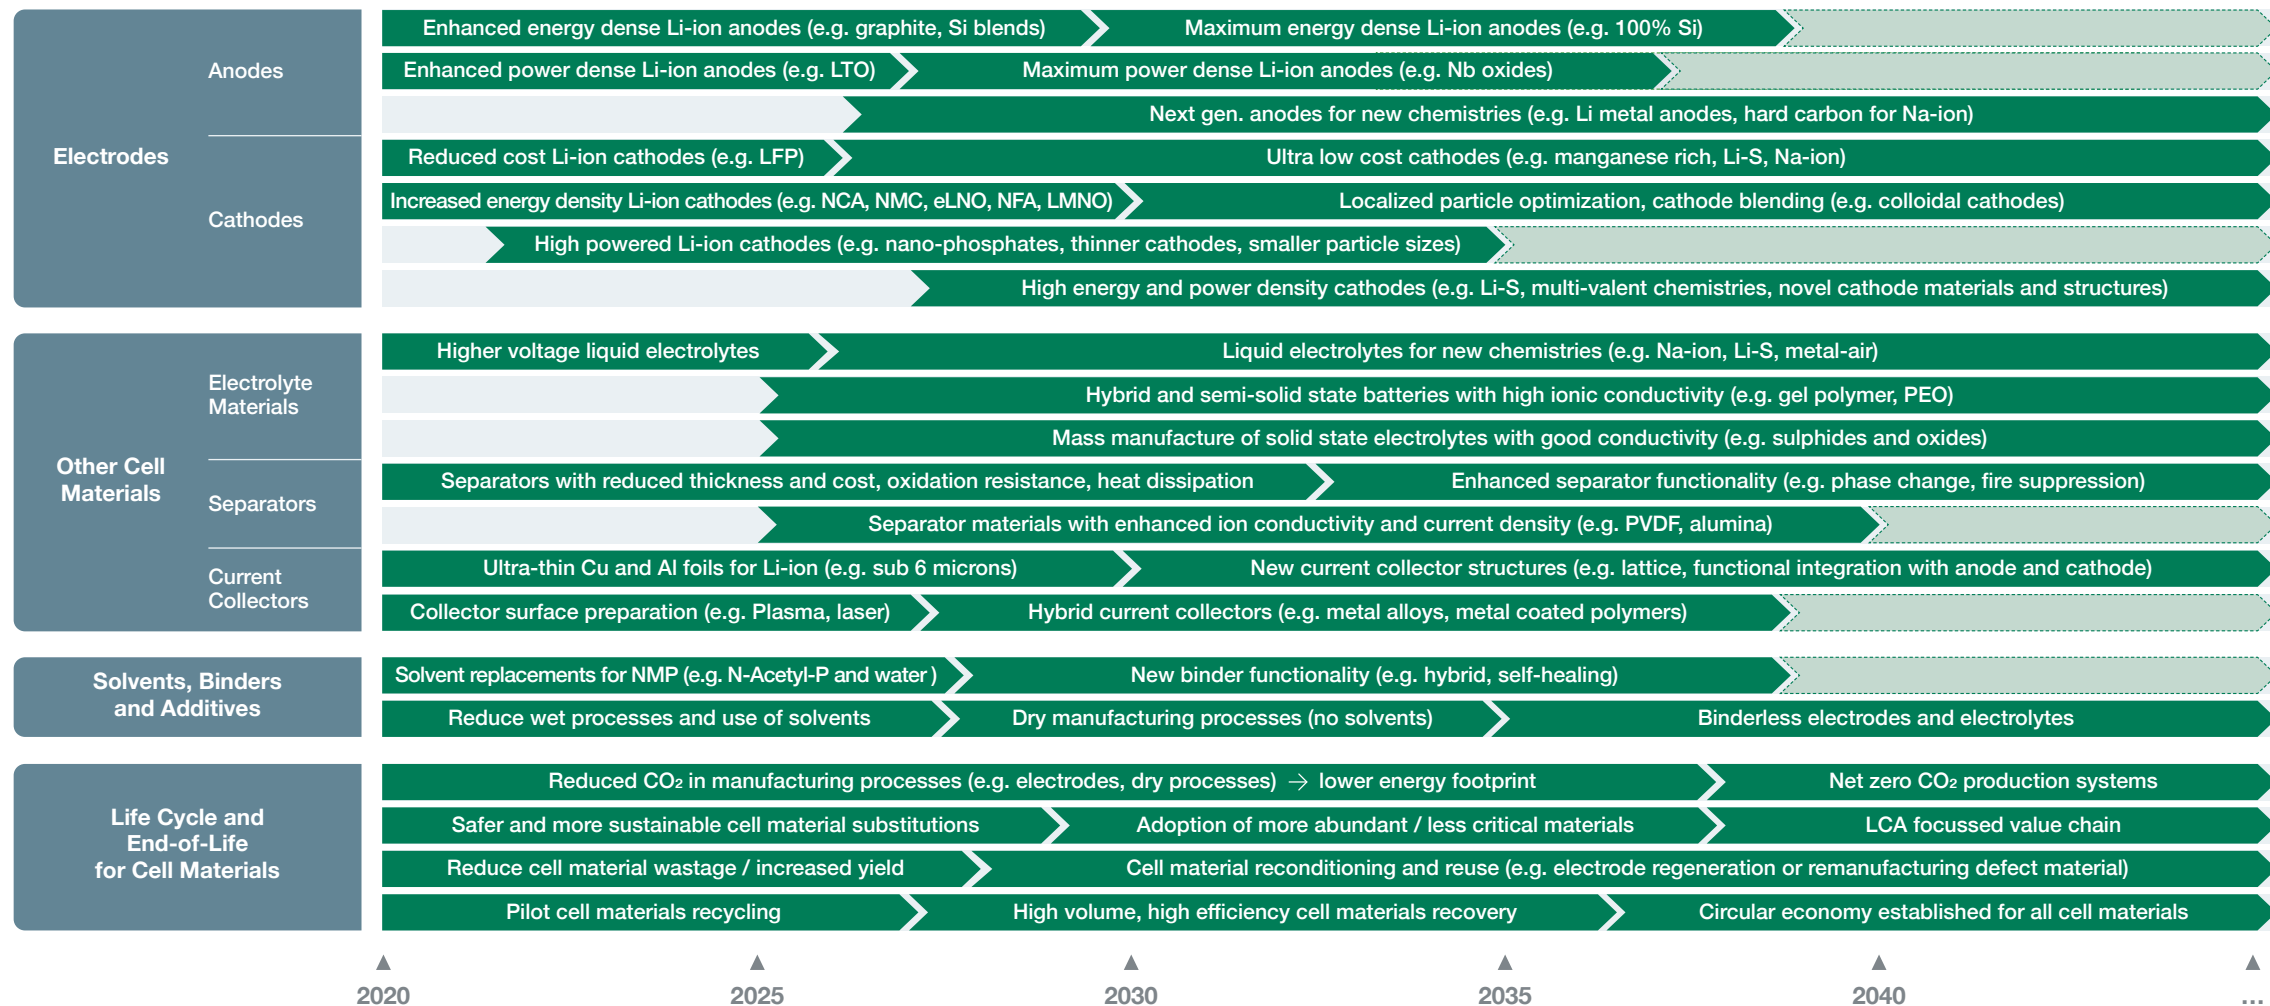 Electrodes
Anodes
Enhanced energy dense Li-ion anodes (e.g. graphite, Si blends)
Maximum energy dense Li-ion anodes (e.g. 100% Si)
Enhanced power dense Li-ion anodes (e.g. LTO)
Maximum power dense Li-ion anodes (e.g. Nb oxides)
Next gen. anodes for new chemistries (e.g. Li metal anodes, hard carbon for Na-ion)
Cathodes
Reduced cost Li-ion cathodes (e.g. LFP)
Ultra low cost cathodes (e.g. manganese rich, Li-S, Na-ion)
Increased energy density Li-ion cathodes (e.g. NCA, NMC, eLNO, NFA, LMNO)
Localized particle optimization, cathode blending (e.g. colloidal cathodes)
High powered Li-ion cathodes (e.g. nano-phosphates, thinner cathodes, smaller particle sizes)
High energy and power density cathodes (e.g. Li-S, multi-valent chemistries, novel cathode materials and structures)
Other Cell
Materials
Electrolyte
Materials
Higher voltage liquid electrolytes
Liquid electrolytes for new chemistries (e.g. Na-ion, Li-S, metal-air)
Hybrid and semi-solid state batteries with high ionic conductivity (e.g. gel polymer, PEO)
Mass manufacture of solid state electrolytes with good conductivity (e.g. sulphides and oxides)
Separators
Separators with reduced thickness and cost, oxidation resistance, heat dissipation
Enhanced separator functionality (e.g. phase change, fire suppression)
Separator materials with enhanced ion conductivity and current density (e.g. PVDF, alumina)
Current
Collectors
Ultra-thin Cu and Al foils for Li-ion (e.g. sub 6 microns)
New current collector structures (e.g. lattice, functional integration with anode and cathode)
Collector surface preparation (e.g. Plasma, laser)
Hybrid current collectors (e.g. metal alloys, metal coated polymers)
Solvents, Binders
and Additives
Solvent replacements for NMP (e.g. N-Acetyl-P and water )
New binder functionality (e.g. hybrid, self-healing)
Reduce wet processes and use of solvents
Dry manufacturing processes (no solvents)
Binderless electrodes and electrolytes
Life Cycle and
End-of-Life
for Cell Materials
Reduced CO₂ in manufacturing processes (e.g. electrodes, dry processes) → lower energy footprint
Net zero CO₂ production systems
Safer and more sustainable cell material substitutions
Adoption of more abundant / less critical materials
LCA focussed value chain
Reduce cell material wastage / increased yield
Cell material reconditioning and reuse (e.g. electrode regeneration or remanufacturing defect material)
Pilot cell materials recycling
High volume, high efficiency cell materials recovery
Circular economy established for all cell materials
2020
2025
2030
2035
2040
...